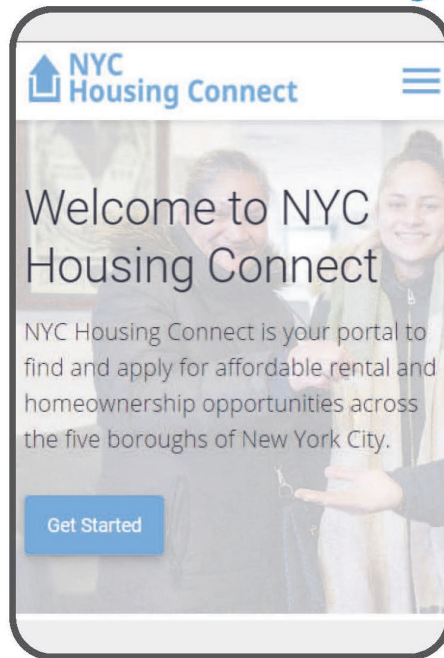 NYC
Housing Connect
Welcome to NYC
Housing Connect
NYC Housing Connect is your portal to
find and apply for affordable rental and
homeownership opportunities across
the five boroughs of New York City.
Get Started